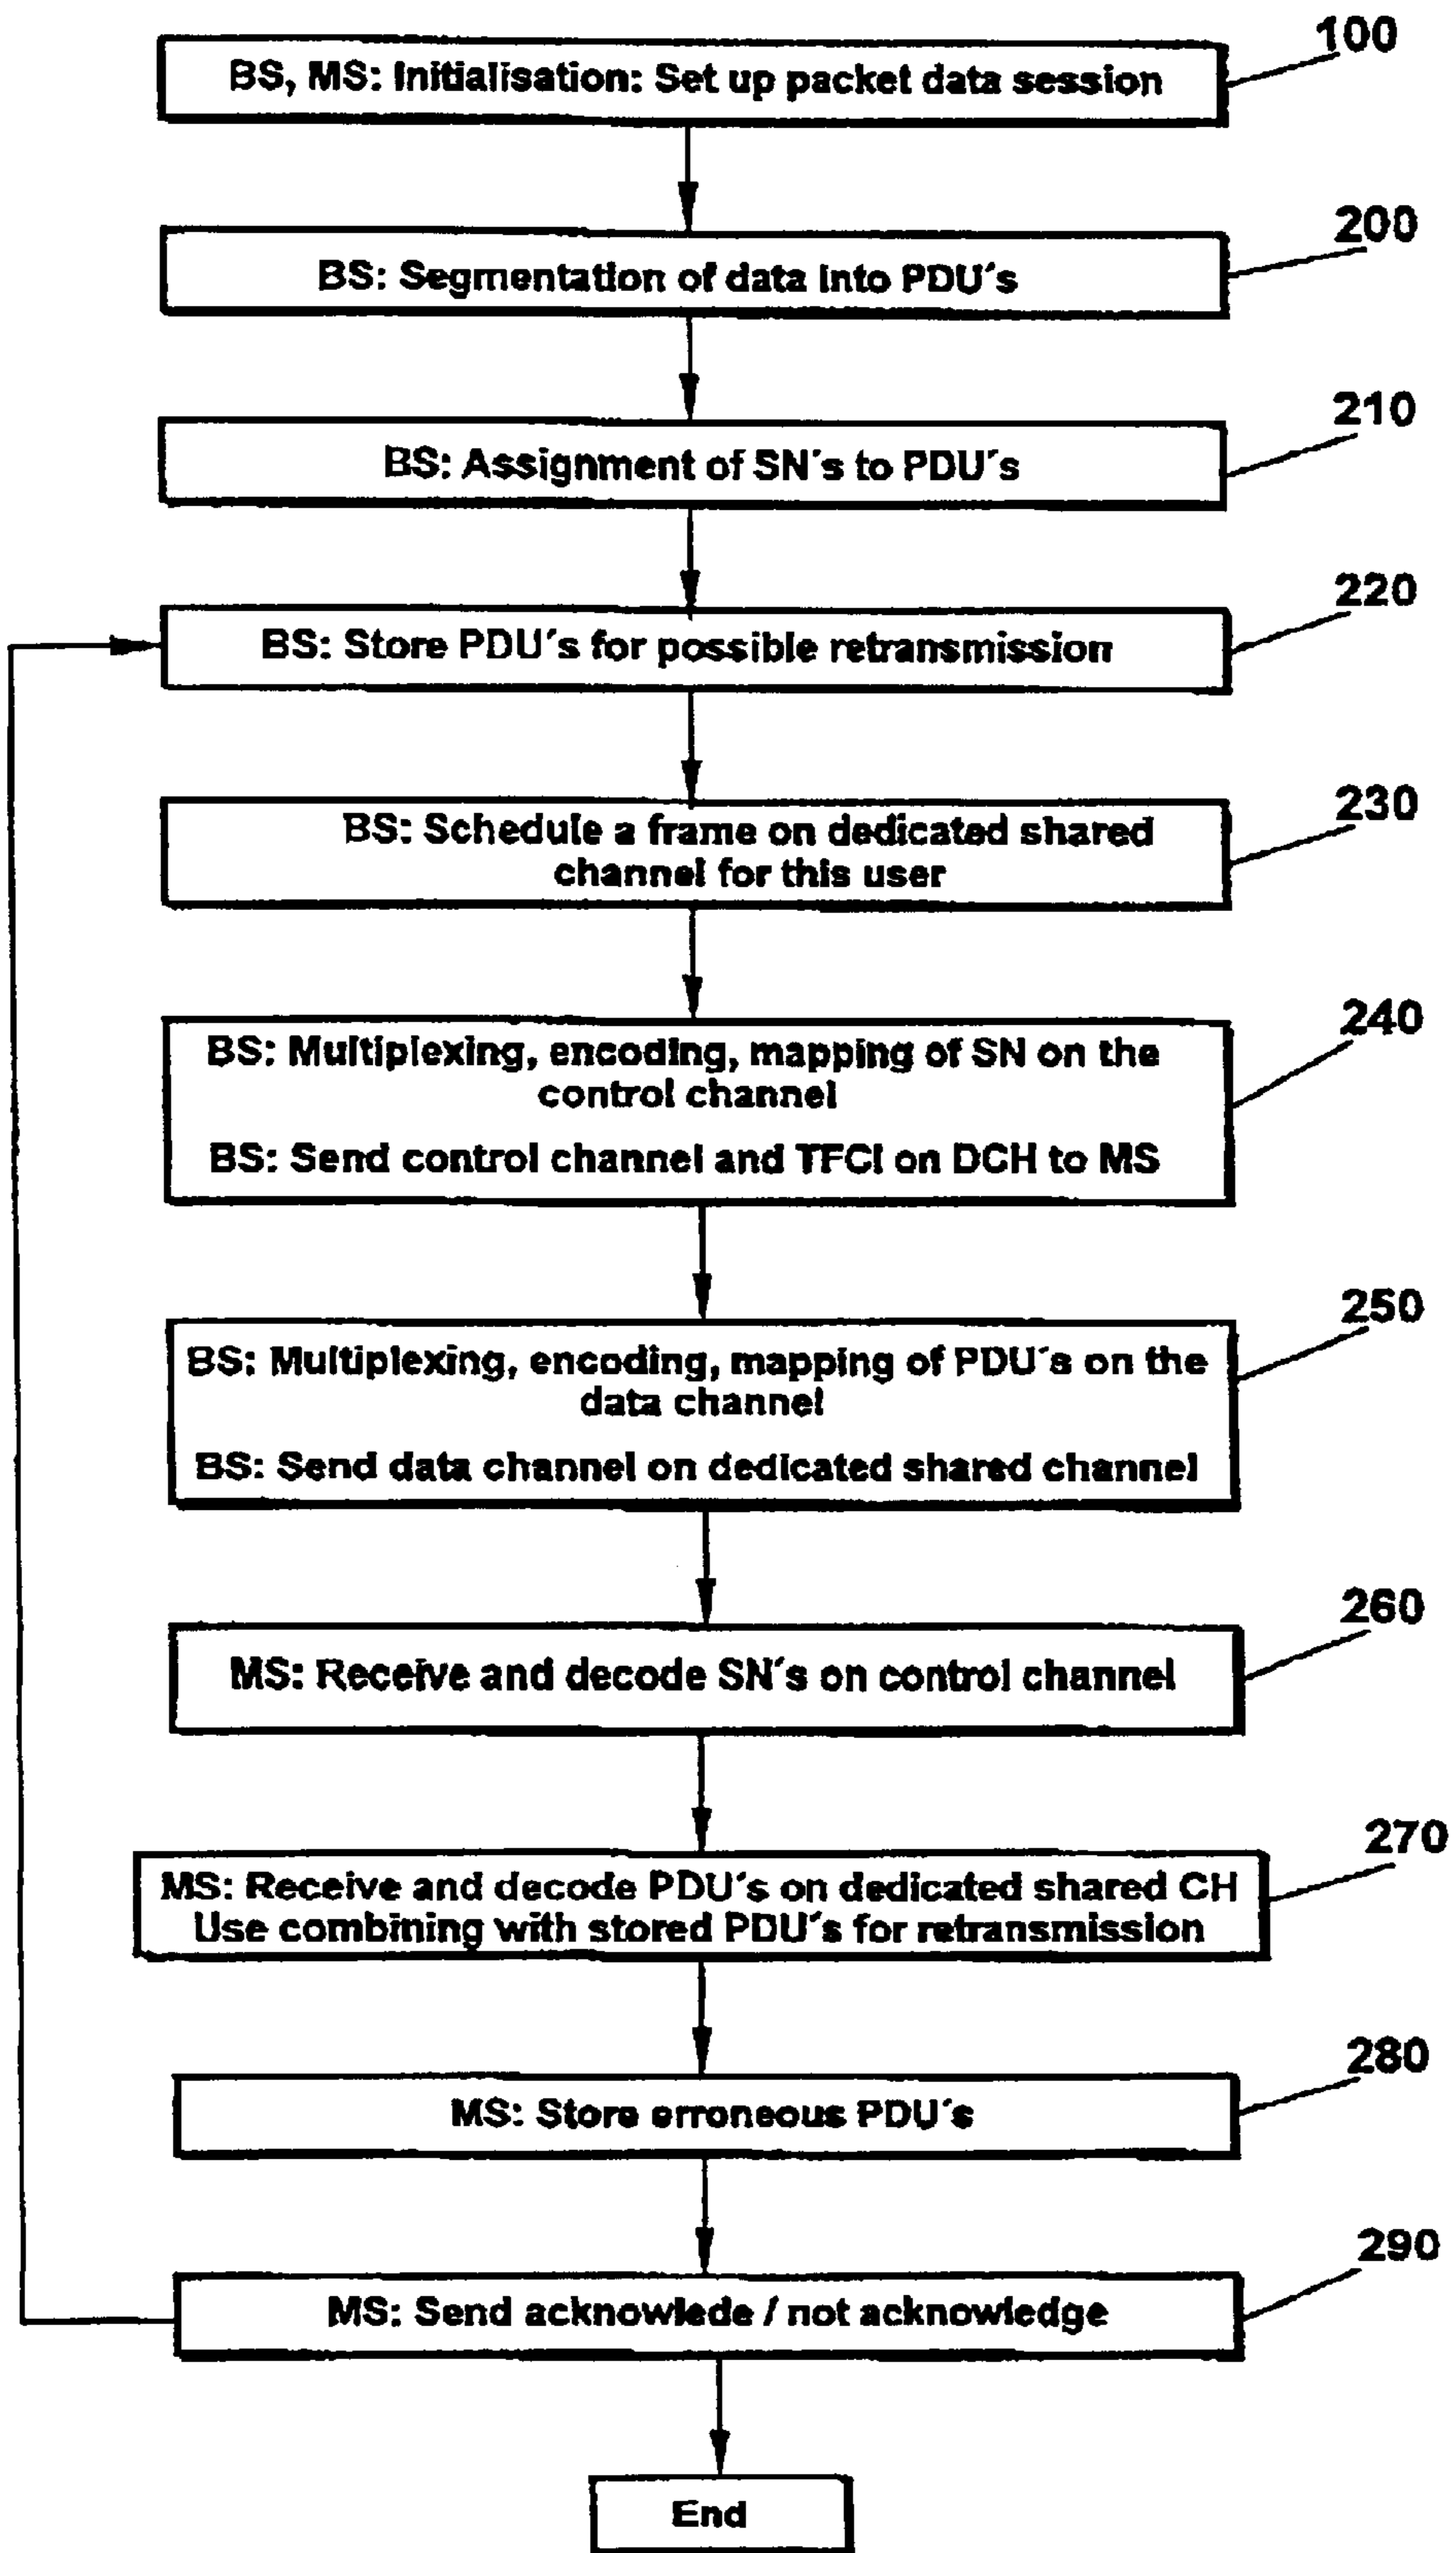 100
BS, MS: Initialisation: Set up packet data session
200
BS: Segmentation of data into PDU´s
210
BS: Assignment of SN´s to PDU´s
220
BS: Store PDU´s for possible retransmission
230
BS: Schedule a frame on dedicated shared
channel for this user
240
BS: Multiplexing, encoding, mapping of SN on the
control channel
BS: Send control channel and TFCI on DCH to MS
250
BS: Multiplexing, encoding, mapping of PDU´s on the
data channel
BS: Send data channel on dedicated shared channel
260
MS: Receive and decode SN´s on control channel
270
MS: Receive and decode PDU´s on dedicated shared CH
Use combining with stored PDU´s for retransmission
280
MS: Store erroneous PDU´s
290
MS: Send acknowlede / not acknowledge
End